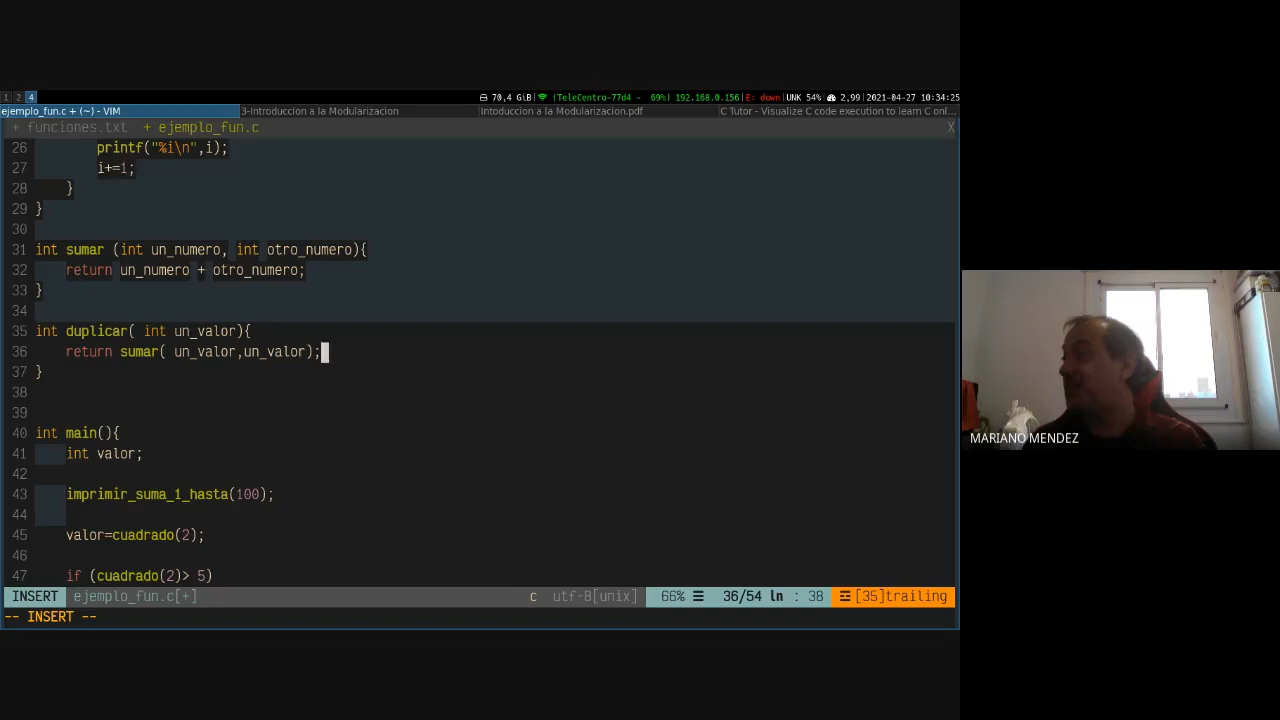 1 2 4 70,4 GiB| |(TeleCentro-77d4 - 69%) 192.168.0.156|E: down|UNK 54%| 2,99|2021-04-27 10:34:25
ejemplo_fun.c + (~) - VIM 3-Introduccion a la Modularizacion Intoduccion a la Modularizacion.pdf C Tutor - Visualize C code execution to learn C onl...
+ funciones.txt + ejemplo_fun.c X
26 printf("%i\n",i);
27 i+=1;
28 }
29 }
30
31 int sumar (int un_numero, int otro_numero){
32 return un_numero + otro_numero;
33 }
34
35 int duplicar( int un_valor){
36 return sumar( un_valor,un_valor);
37 }
38
39
40 int main(){
41 int valor;
42
43 imprimir_suma_1_hasta(100);
44
45 valor=cuadrado(2);
46
47 if (cuadrado(2)> 5)
INSERT ejemplo_fun.c[+] c utf-8[unix] 66% ☰ 36/54 ln : 38 [35]trailing
-- INSERT --
MARIANO MENDEZ